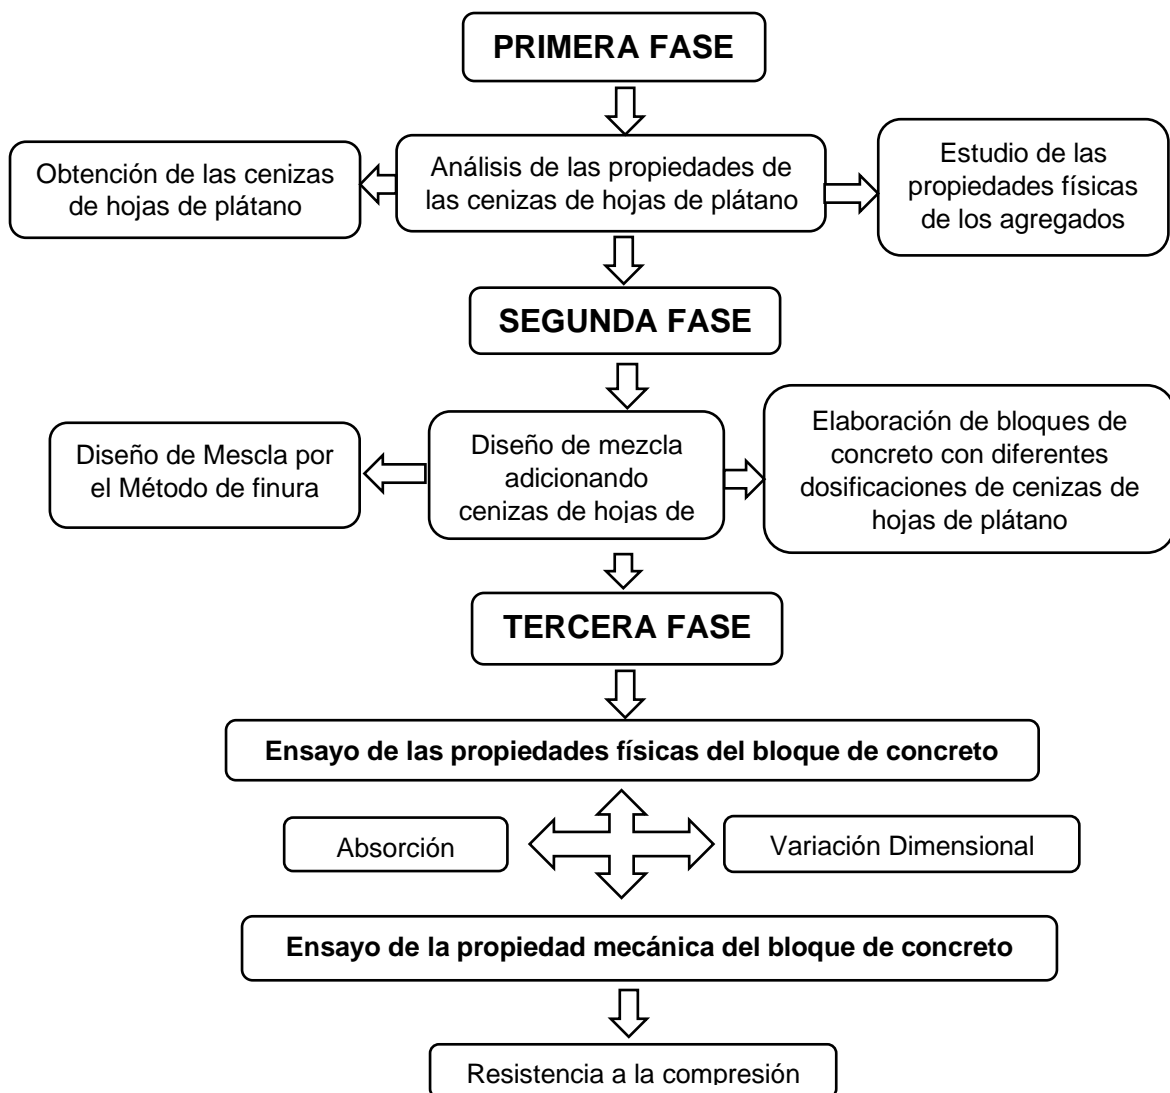 PRIMERA FASE
Obtención de las cenizas
de hojas de plátano
Análisis de las propiedades de
las cenizas de hojas de plátano
Estudio de las
propiedades físicas
de los agregados
SEGUNDA FASE
Diseño de Mescla por
el Método de finura
Diseño de mezcla
adicionando
cenizas de hojas de
Elaboración de bloques de
concreto con diferentes
dosificaciones de cenizas de
hojas de plátano
TERCERA FASE
Ensayo de las propiedades físicas del bloque de concreto
Absorción
Variación Dimensional
Ensayo de la propiedad mecánica del bloque de concreto
Resistencia a la compresión